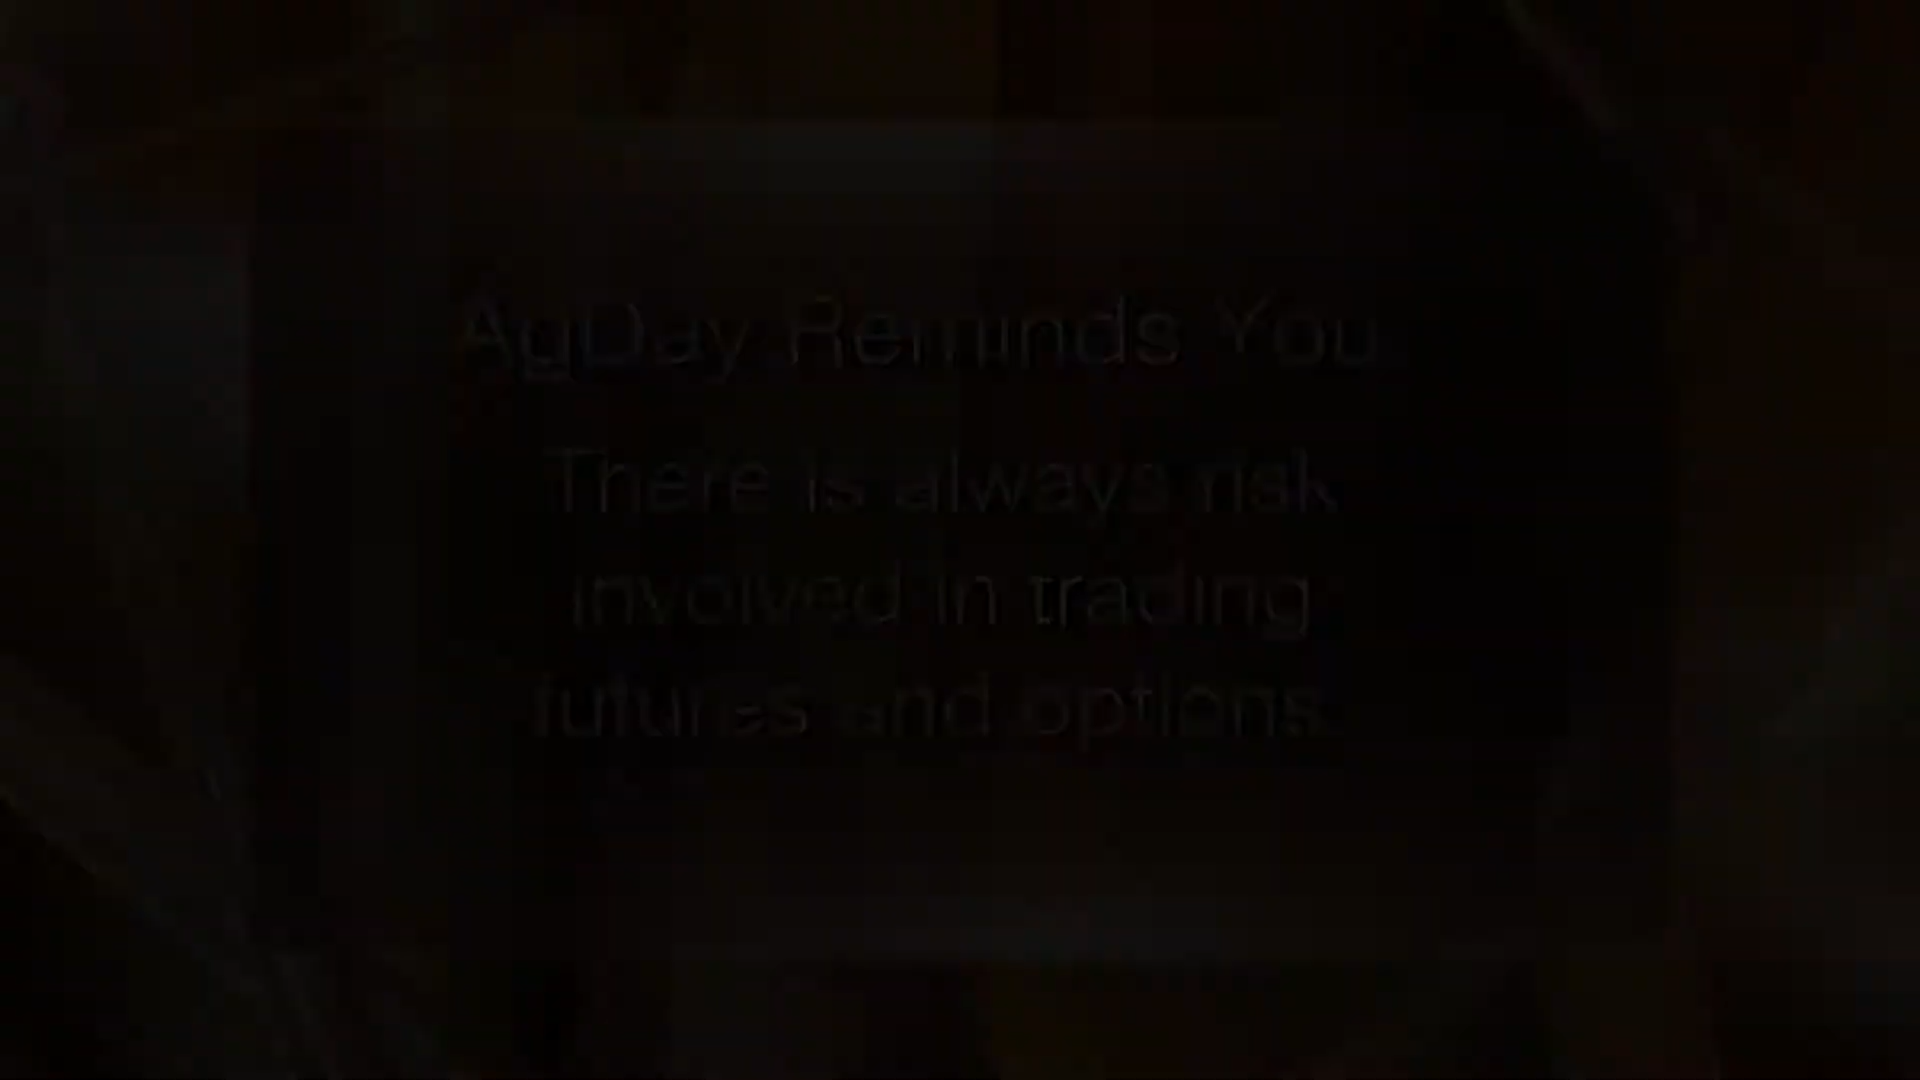 AgDay Reminds You
There is always risk
involved in trading
futures and options.